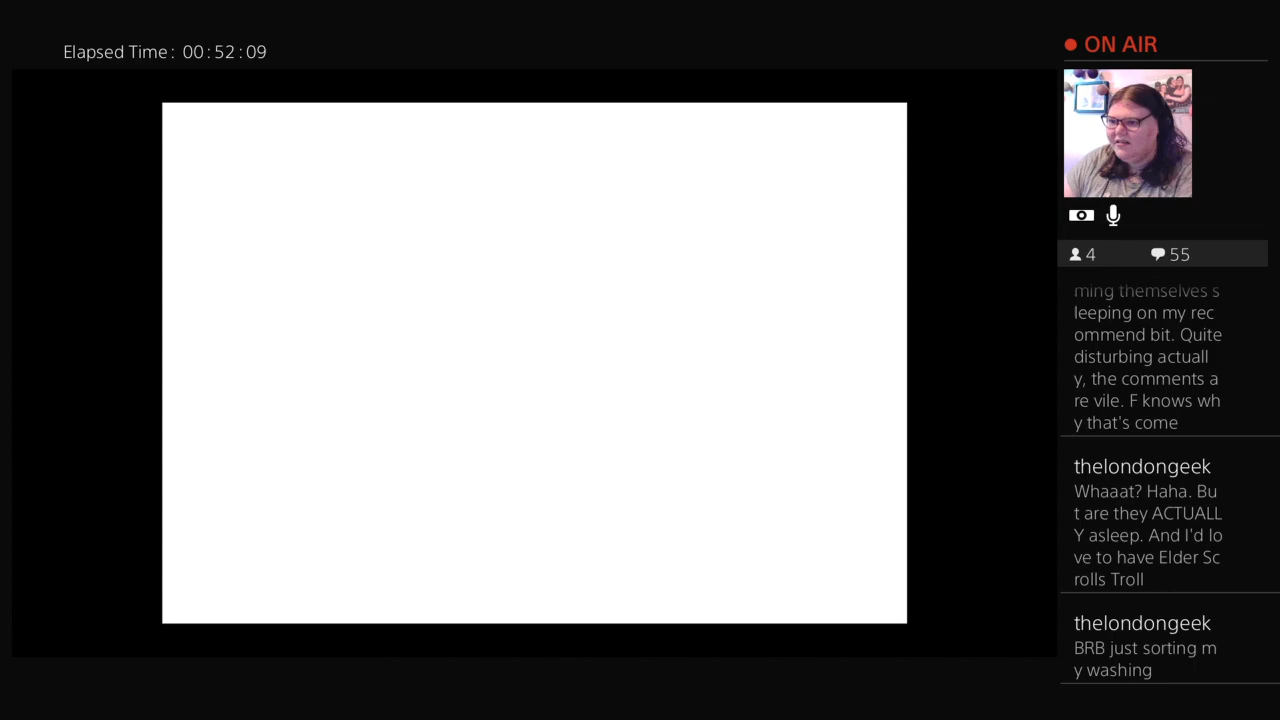 Elapsed Time: 00:52:09
ON AIR
4 55
ming themselves s
leeping on my rec
ommend bit. Quite
disturbing actuall
y, the comments a
re vile. F knows wh
y that's come
thelondongeek
Whaaat? Haha. Bu
t are they ACTUALL
Y asleep. And I'd lo
ve to have Elder Sc
rolls Troll
thelondongeek
BRB just sorting m
y washing